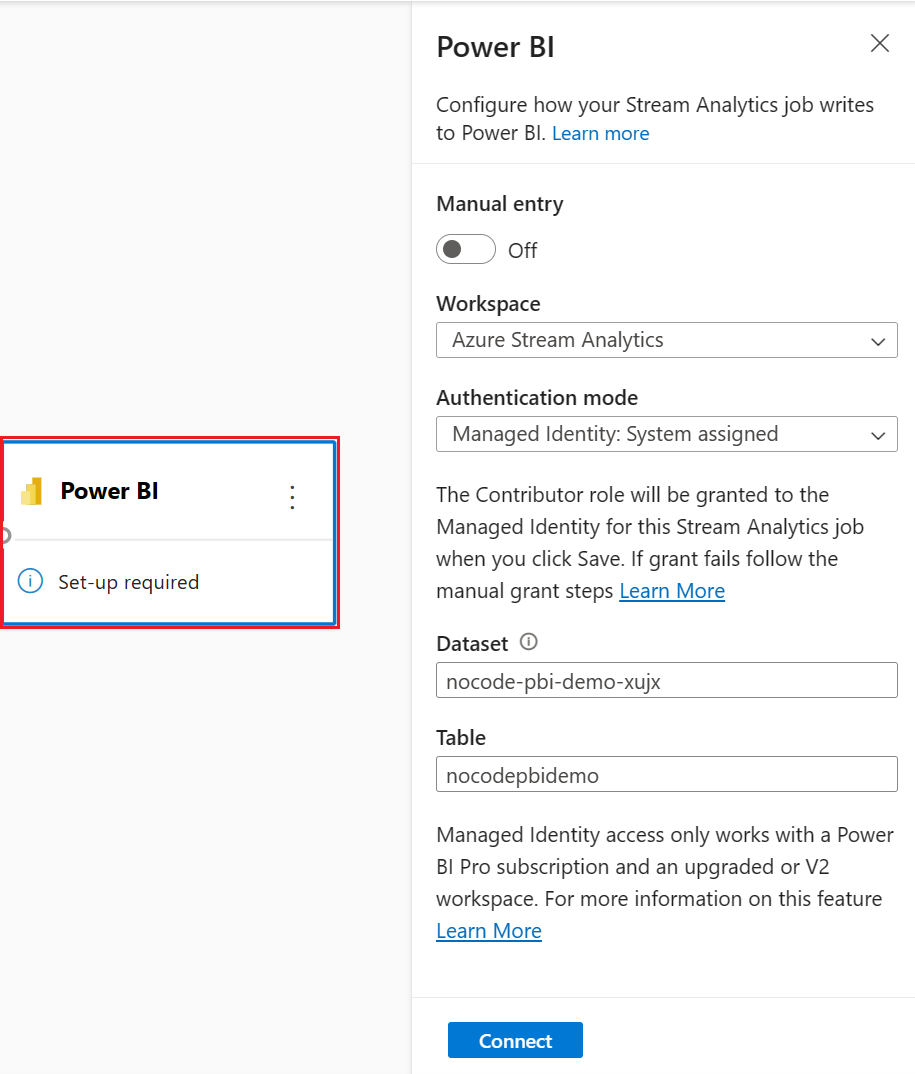 Power BI
Configure how your Stream Analytics job writes
to Power BI. Learn more
Manual entry
Off
Workspace
Azure Stream Analytics
Authentication mode
Managed Identity: System assigned
The Contributor role will be granted to the
Managed Identity for this Stream Analytics job
when you click Save. If grant fails follow the
manual grant steps Learn More
Dataset
nocode-pbi-demo-xujx
Table
nocodepbidemo
Managed Identity access only works with a Power
BI Pro subscription and an upgraded or V2
workspace. For more information on this feature
Learn More
Connect
Power BI
Set-up required